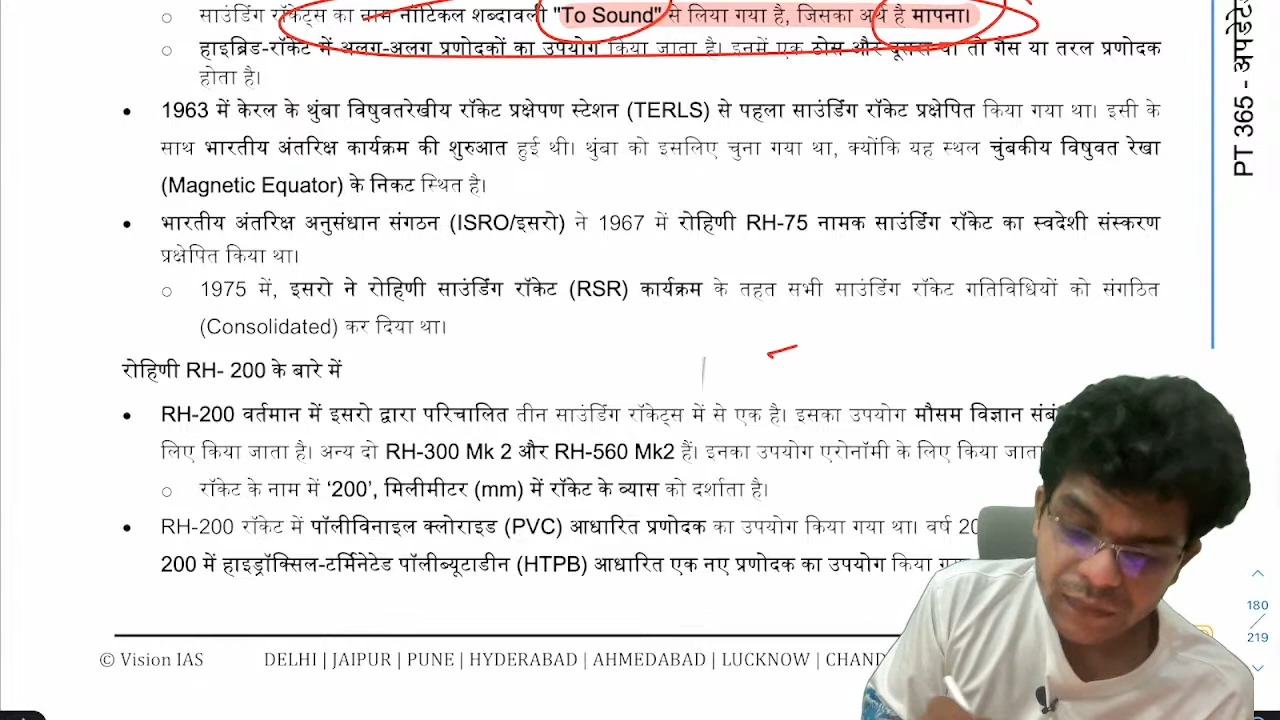 ○ साउंडिंग रॉकेट्स का नाम नॉटिकल शब्दावली "To Sound" से लिया गया है, जिसका अर्थ है मापना।
○ हाइब्रिड-रॉकेट में अलग-अलग प्रणोदकों का उपयोग किया जाता है। इनमें एक ठोस और दूसरा या तो गैस या तरल प्रणोदक
होता है।
• 1963 में केरल के थुंबा विषुवतरेखीय रॉकेट प्रक्षेपण स्टेशन (TERLS) से पहला साउंडिंग रॉकेट प्रक्षेपित किया गया था। इसी के
साथ भारतीय अंतरिक्ष कार्यक्रम की शुरुआत हुई थी। थुंबा को इसलिए चुना गया था, क्योंकि यह स्थल चुंबकीय विषुवत रेखा
(Magnetic Equator) के निकट स्थित है।
• भारतीय अंतरिक्ष अनुसंधान संगठन (ISRO/इसरो) ने 1967 में रोहिणी RH-75 नामक साउंडिंग रॉकेट का स्वदेशी संस्करण
प्रक्षेपित किया था।
○ 1975 में, इसरो ने रोहिणी साउंडिंग रॉकेट (RSR) कार्यक्रम के तहत सभी साउंडिंग रॉकेट गतिविधियों को संगठित
(Consolidated) कर दिया था।
रोहिणी RH- 200 के बारे में
• RH-200 वर्तमान में इसरो द्वारा परिचालित तीन साउंडिंग रॉकेट्स में से एक है। इसका उपयोग मौसम विज्ञान
लिए किया जाता है। अन्य दो RH-300 Mk 2 और RH-560 Mk2 हैं। इनका उपयोग एरोनॉमी के लिए किया
○ रॉकेट के नाम में ‘200’, मिलीमीटर (mm) में रॉकेट के व्यास को दर्शाता है।
• RH-200 रॉकेट में पॉलीविनाइल क्लोराइड (PVC) आधारित प्रणोदक का उपयोग किया गया था। वर्ष
200 में हाइड्रॉक्सिल-टर्मिनेटेड पॉलीब्यूटाडीन (HTPB) आधारित एक नए प्रणोदक का उपयोग किया
© Vision IAS DELHI | JAIPUR | PUNE | HYDERABAD | AHMEDABAD | LUCKNOW |
PT 365 - अपडेटे
180
219